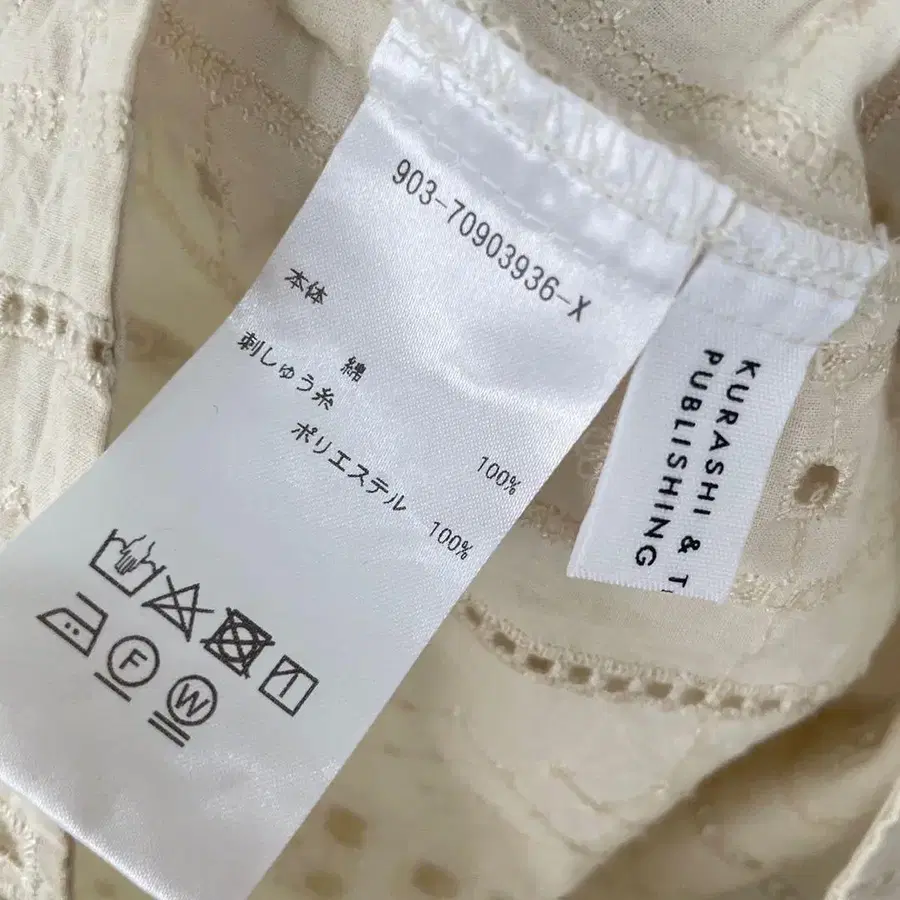 903-70903936-X
本体
綿 100%
刺しゅう糸
ポリエステル 100%
F
W
KURASHI &
PUBLISHING